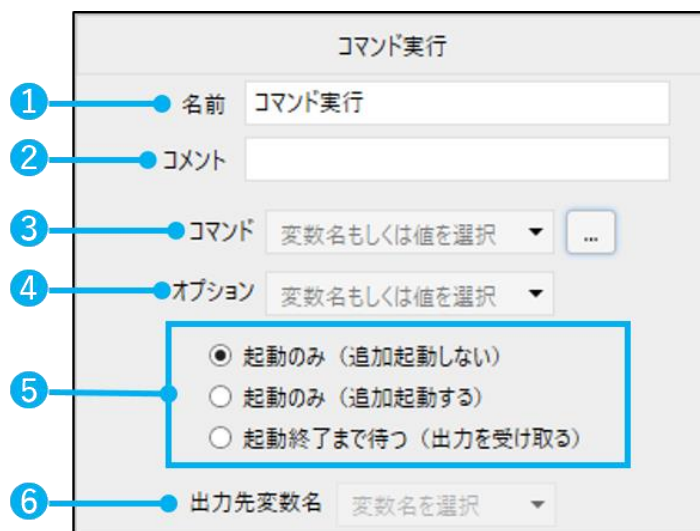 コマンド実行
1 名前 コマンド実行
2 コメント
3 コマンド 変数名もしくは値を選択 ...
4 オプション 変数名もしくは値を選択
起動のみ（追加起動しない）
5 起動のみ（追加起動する）
起動終了まで待つ（出力を受け取る）
6 出力先変数名 変数名を選択